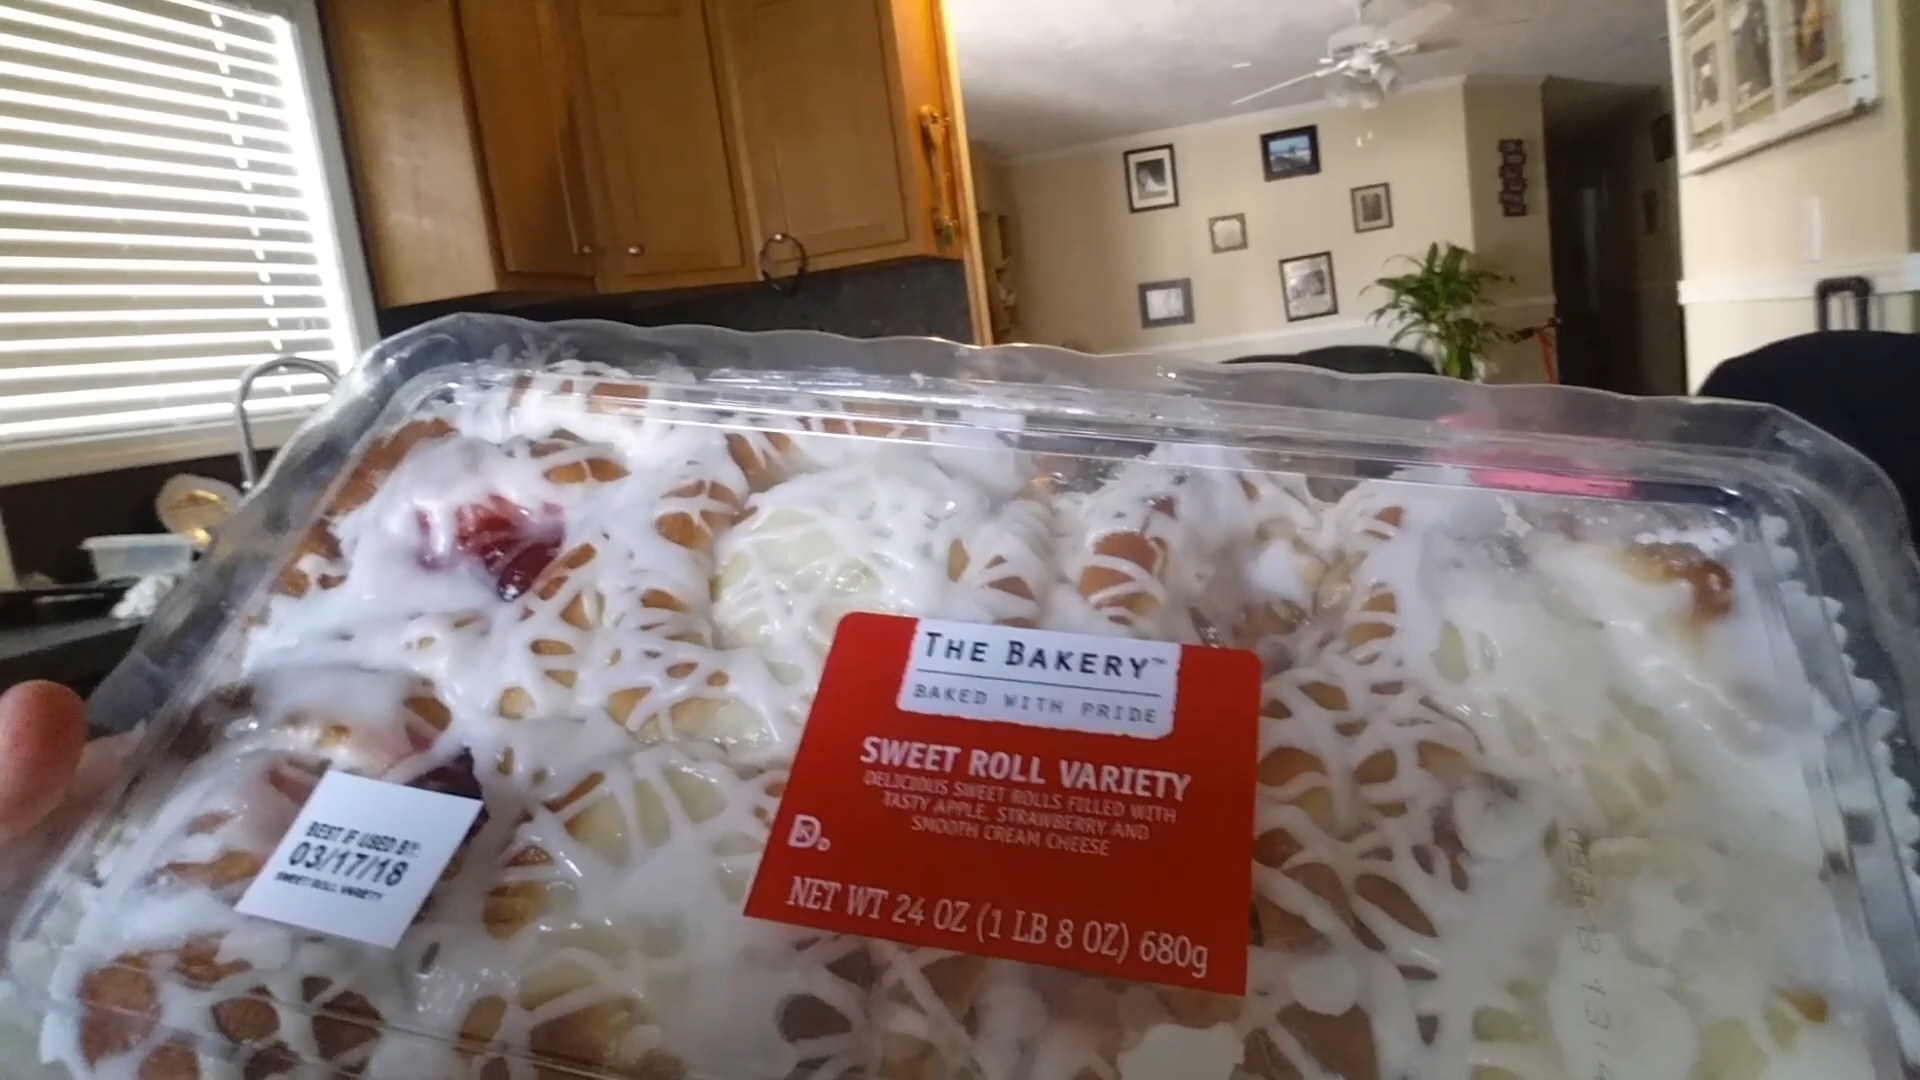 THE BAKERY™
BAKED WITH PRIDE
SWEET ROLL VARIETY
DELICIOUS SWEET ROLLS FILLED WITH
TASTY APPLE, STRAWBERRY AND
SMOOTH CREAM CHEESE
D
NET WT 24 OZ (1 LB 8 OZ) 680g
BEST IF USED BY:
03/17/18
SWEET ROLL VARIETY